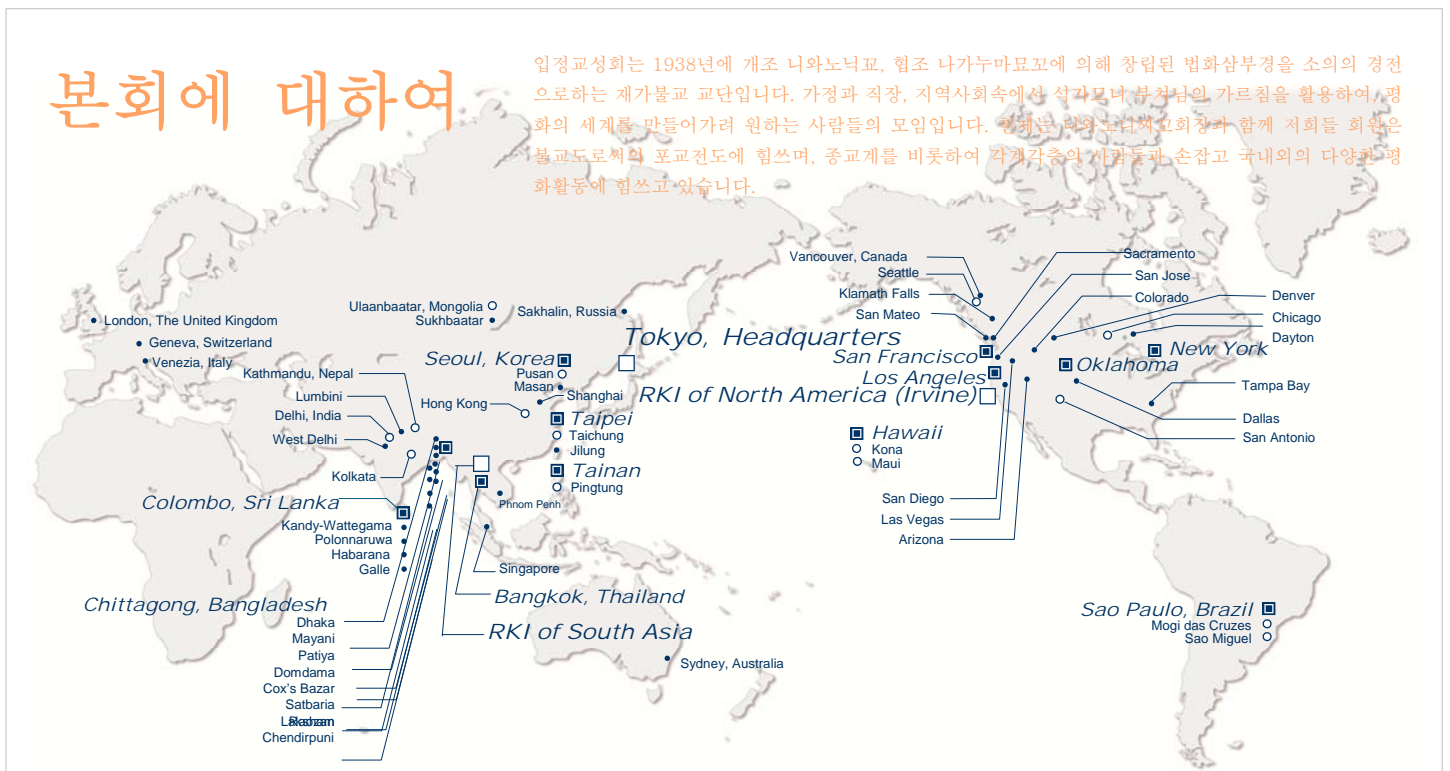 본회에 대하여
입정교성회는 1938년에 개조 니와노닉쿄, 협조 나가누마묘꼬에 의해 창립된 법화삼부경을 소의의 경전
으로하는 재가불교 교단입니다. 가정과 직장, 지역사회속에서 석가모니 부처님의 가르침을 활용하여, 평
화의 세계를 만들어가려 원하는 사람들의 모임입니다. 함께 저희들 회원은
불교도로써의 포교전도에 힘쓰며, 종교계를 비롯하여 각계각층의 사람들과 손잡고 국내외의 다양한 평
화활동에 힘쓰고 있습니다.
Vancouver, Canada
Seattle
Klamath Falls
San Mateo
Sacramento
San Jose
Colorado
Denver
Chicago
Dayton
London, The United Kingdom
Geneva, Switzerland
Venezia, Italy
Ulaanbaatar, Mongolia
Sukhbaatar
Sakhalin, Russia
Tokyo, Headquarters
Seoul, Korea
Pusan
Masan
Shanghai
Hong Kong
Kathmandu, Nepal
Lumbini
Delhi, India
West Delhi
Kolkata
San Francisco
Los Angeles
RKI of North America (Irvine)
Oklahoma
New York
Tampa Bay
Dallas
San Antonio
Taipei
Taichung
Jilung
Tainan
Pingtung
Hawaii
Kona
Maui
Phnom Penh
San Diego
Las Vegas
Arizona
Colombo, Sri Lanka
Kandy-Wattegama
Polonnaruwa
Habarana
Galle
Singapore
Bangkok, Thailand
RKI of South Asia
Chittagong, Bangladesh
Dhaka
Mayani
Patiya
Domdama
Cox's Bazar
Satbaria
Chendirpuni
Sydney, Australia
Sao Paulo, Brazil
Mogi das Cruzes
Sao Miguel